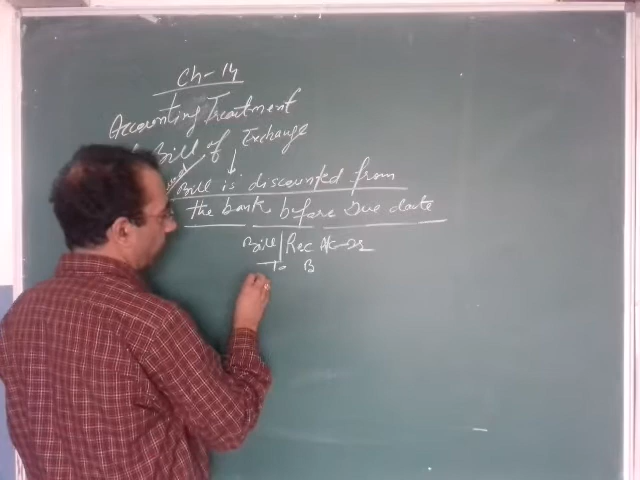 Ch-14
Accounting Treatment
Bill of Exchange
Bill is discounted from
the bank before Due date
Bill Rec A/c - Dr
To B